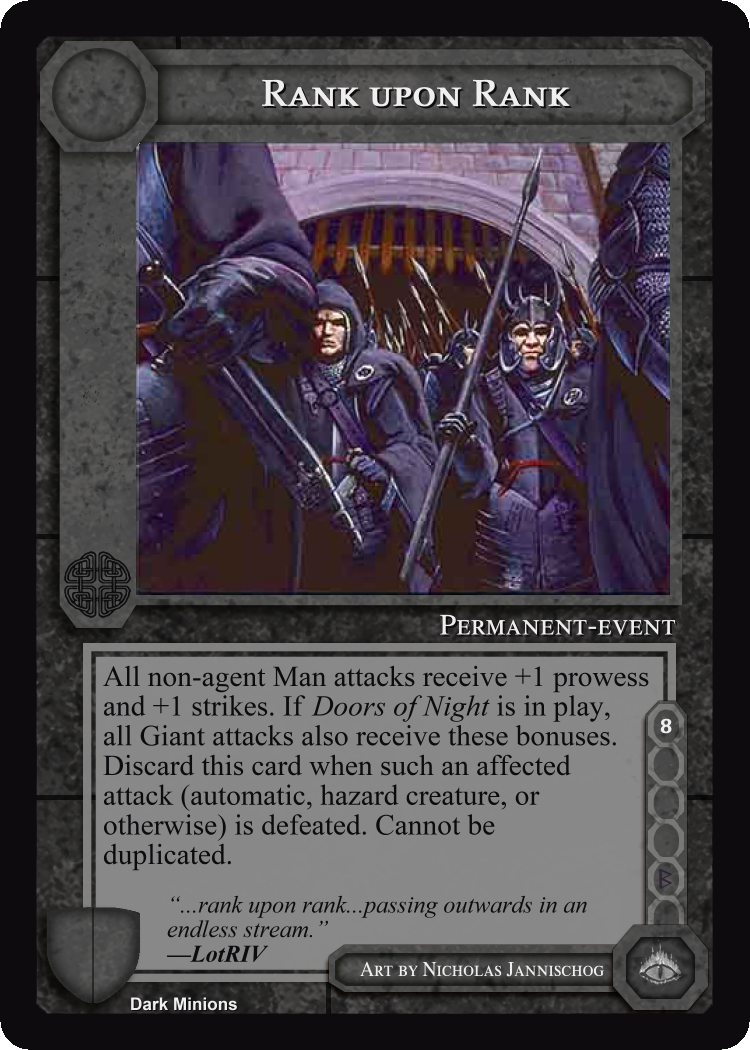 Rank upon Rank
Permanent-event
All non-agent Man attacks receive +1 prowess
and +1 strikes. If Doors of Night is in play,
all Giant attacks also receive these bonuses.
8
Discard this card when such an affected
attack (automatic, hazard creature, or
otherwise) is defeated. Cannot be
duplicated.
“...rank upon rank...passing outwards in an
endless stream.”
—LotRIV
Art by Nicholas Jannischog
Dark Minions